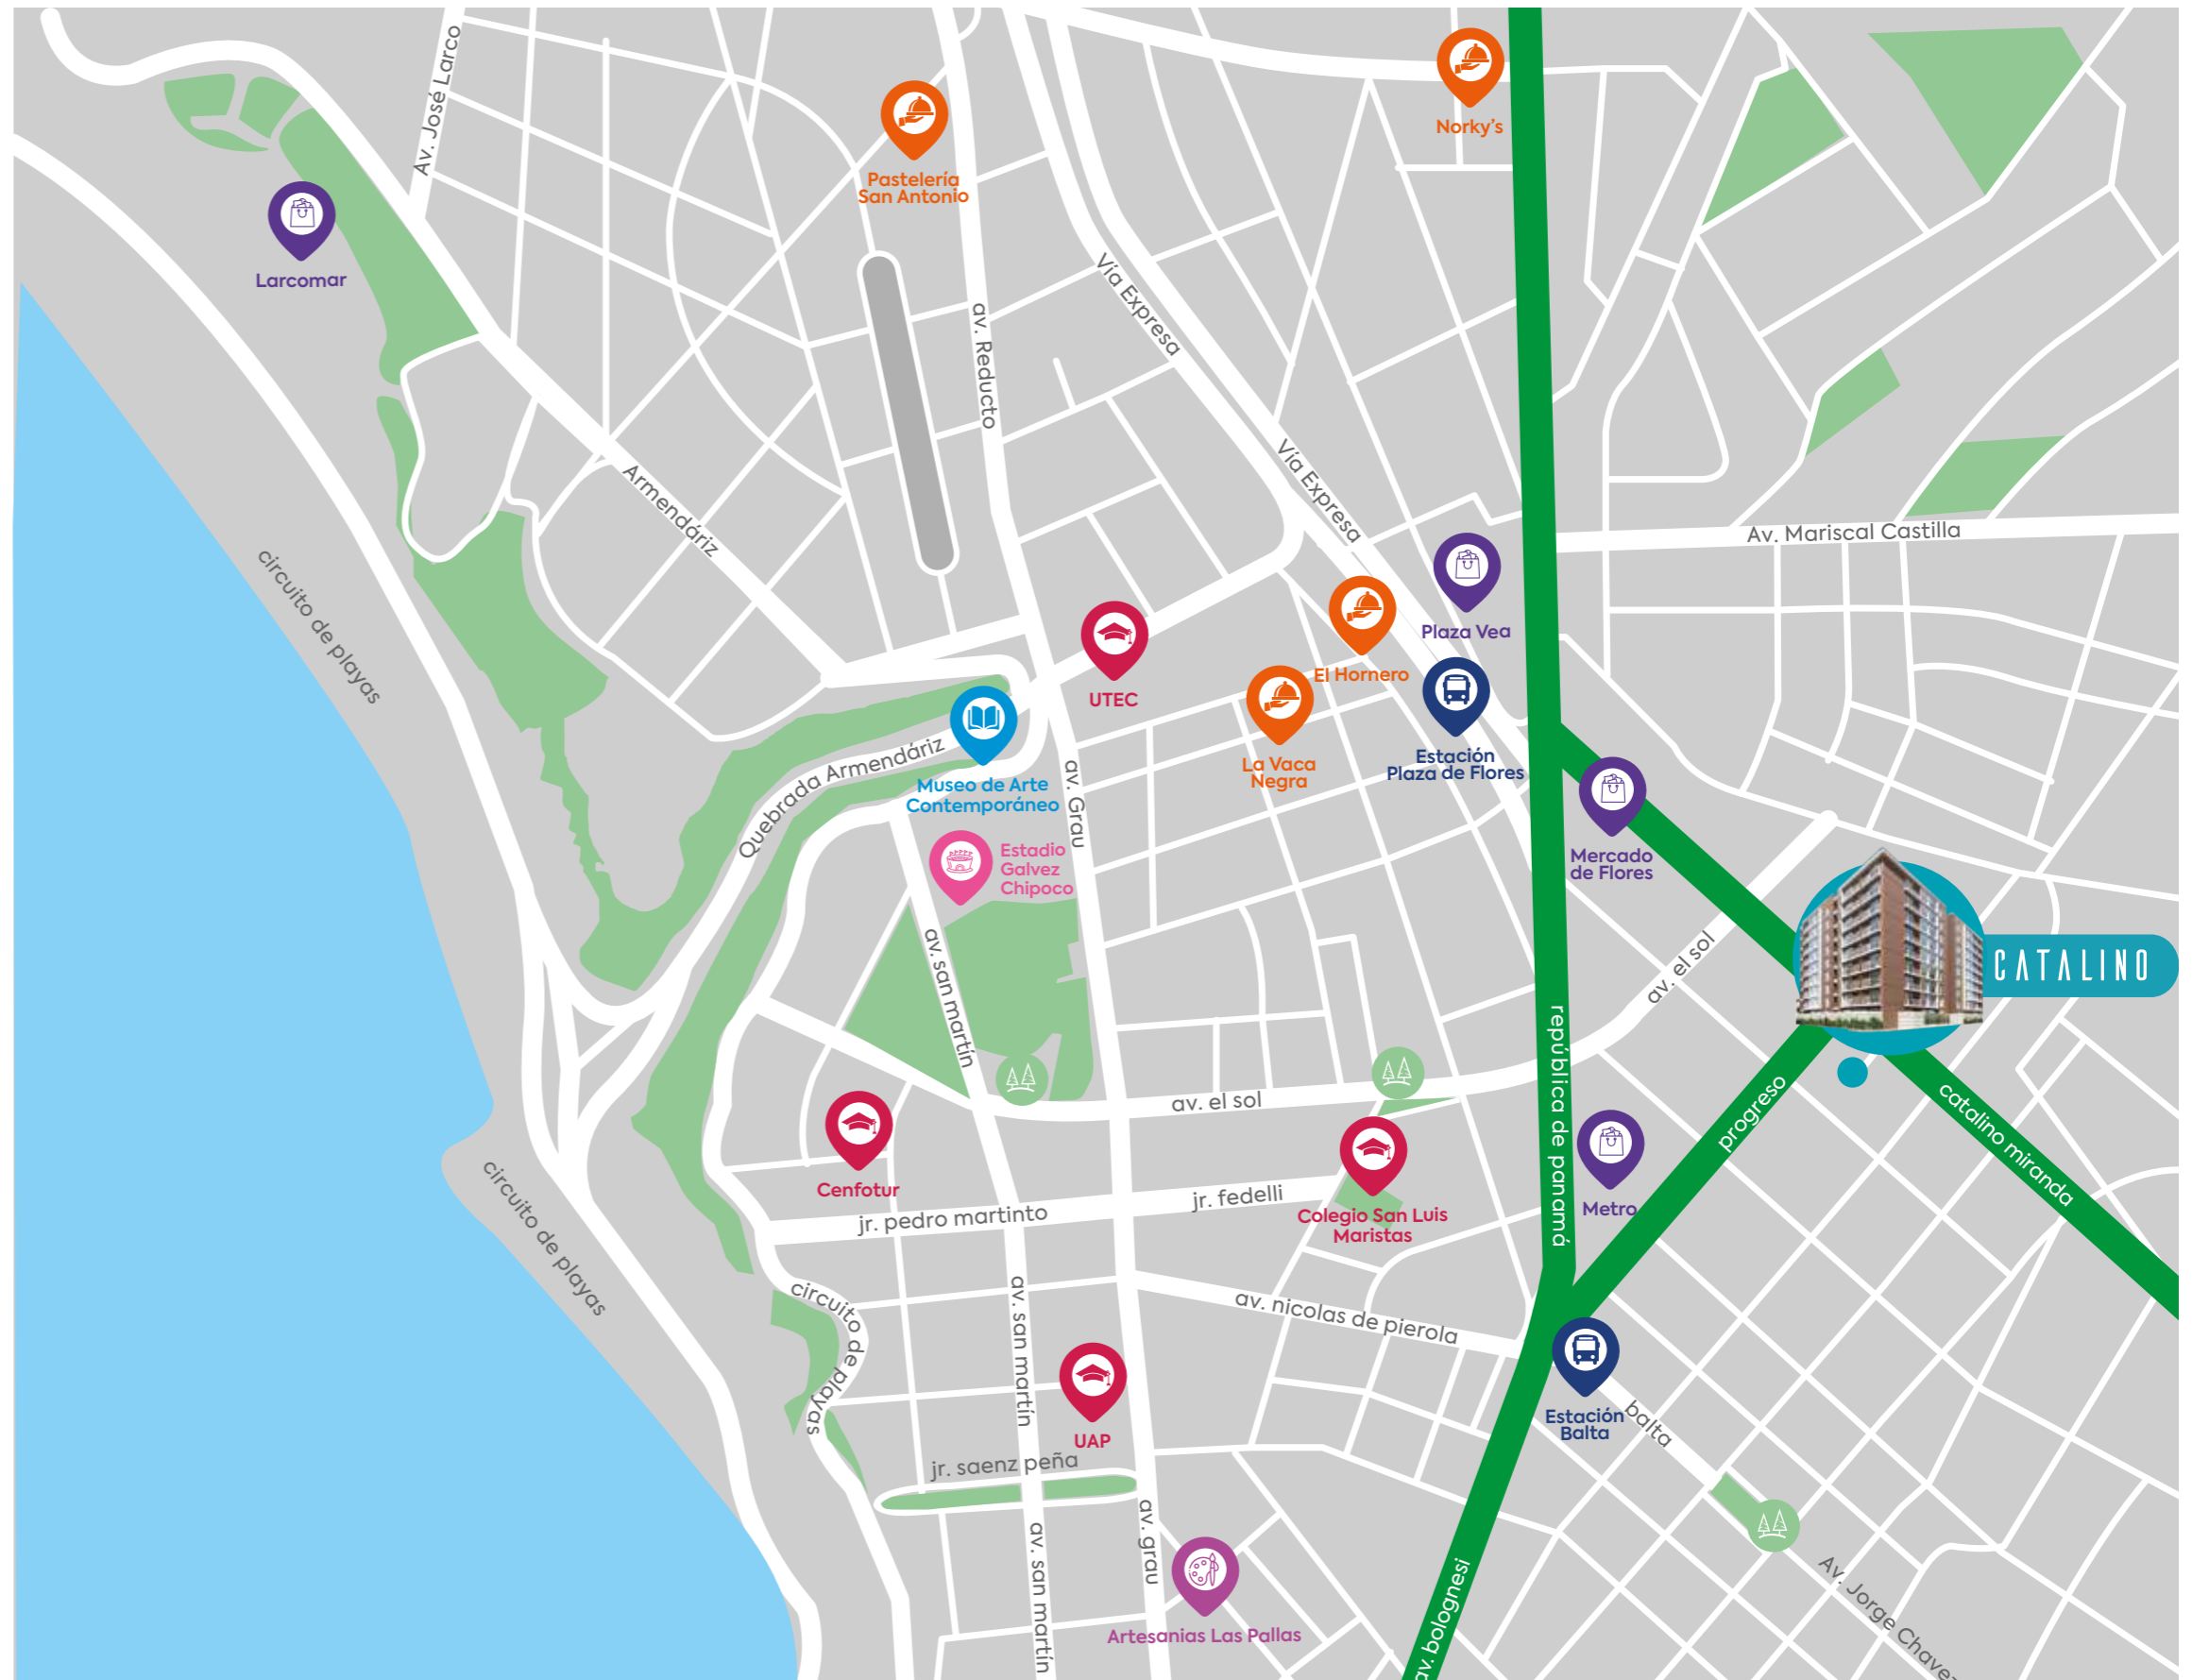 Av. José Larco
Norky's
Pastelería
San Antonio
Larcomar
Vía Expresa
av. Reducto
Vía Expresa
Armendáriz
Av. Mariscal Castilla
circuito de playas
Plaza Vea
El Hornero
UTEC
Estación
Plaza de Flores
La Vaca
Negra
Quebrada Armendáriz
Museo de Arte
Contemporáneo
av. Grau
Mercado
de Flores
Estadio
Galvez
Chipoco
av. san martín
av. el sol
CATALINO
república de panamá
av. el sol
progreso
catalino miranda
Cenfotur
circuito de playas
jr. pedro martinto
jr. fedelli
Colegio San Luis
Maristas
Metro
circuito de playas
av. san martín
av. nicolas de pierola
UAP
Estación
Balta
balta
jr. saenz peña
av. grau
av. san martín
Artesanias Las Pallas
av. bolognesi
Av. Jorge Chavez